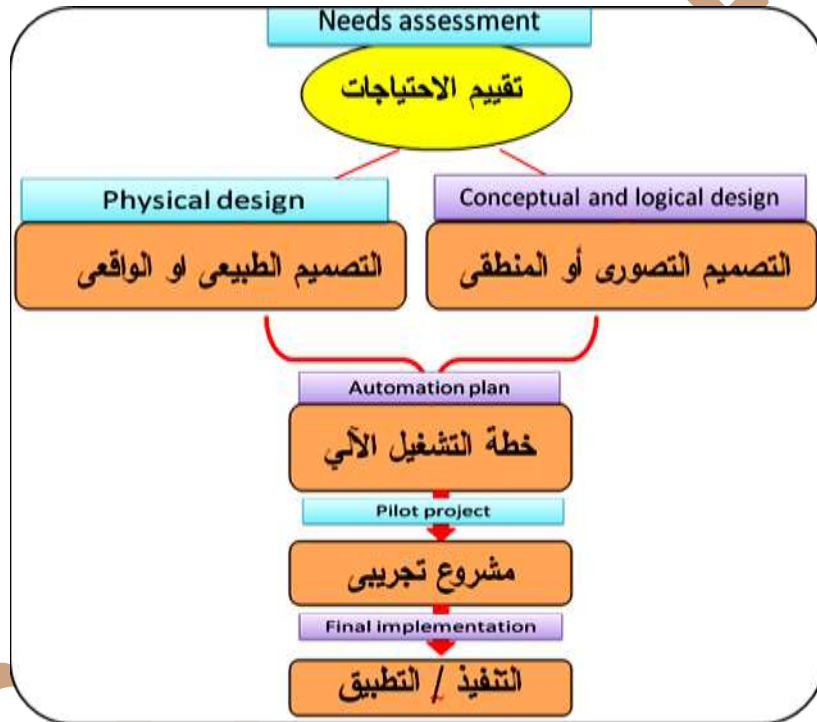 Needs assessment
تقييم الاحتياجات
Physical design
التصميم الطبيعى او الواقعى
Conceptual and logical design
التصميم التصورى أو المنطقى
Automation plan
خطة التشغيل الآلي
Pilot project
مشروع تجريبى
Final implementation
التنفيذ / التطبيق